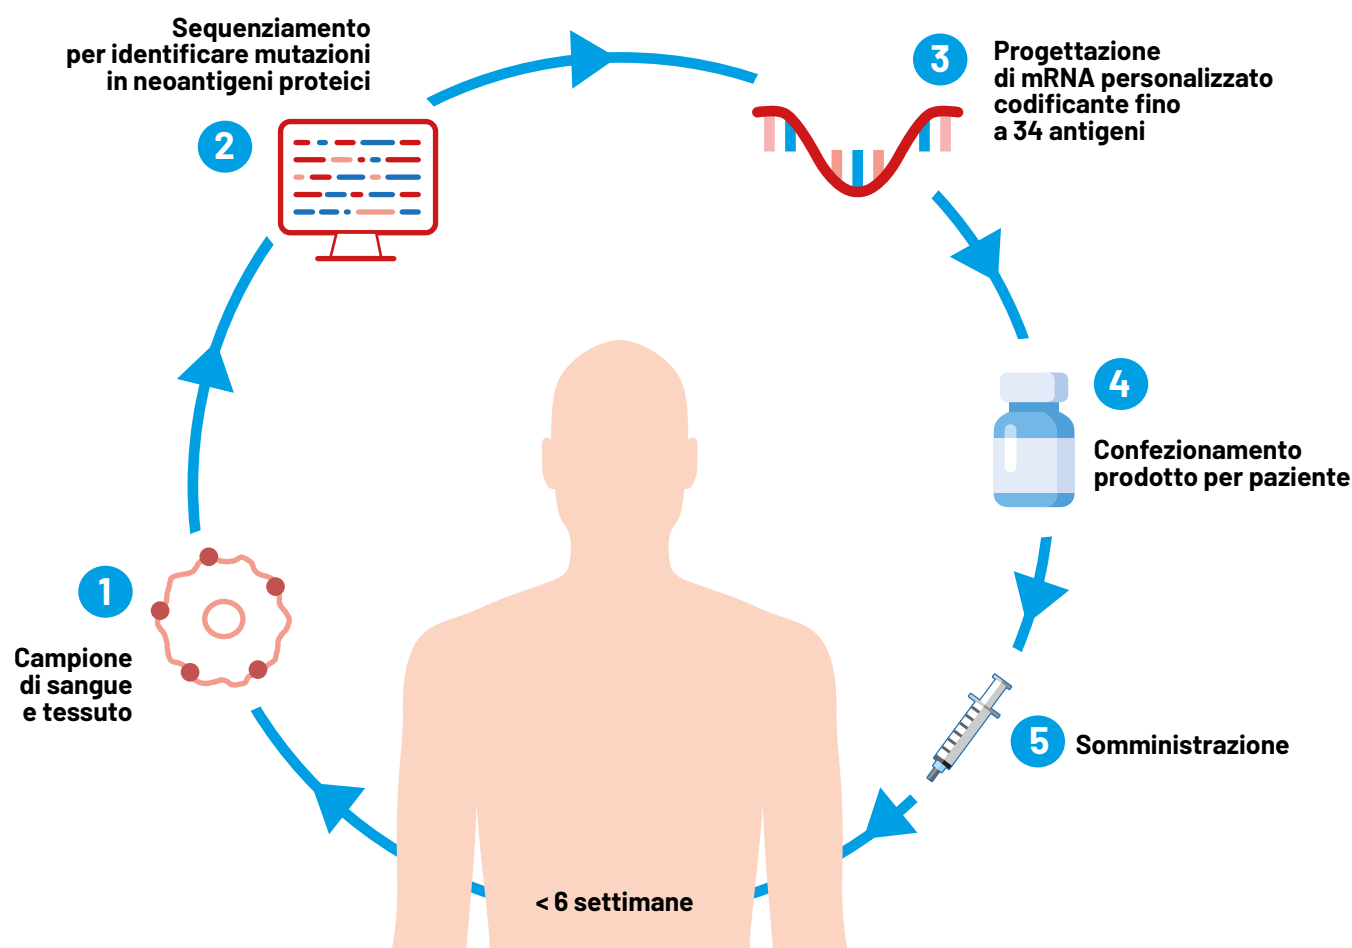 1
Campione
di sangue
e tessuto
2
Sequenziamento
per identificare mutazioni
in neoantigeni proteici
3
Progettazione
di mRNA personalizzato
codificante fino
a 34 antigeni
4
Confezionamento
prodotto per paziente
5
Somministrazione
< 6 settimane